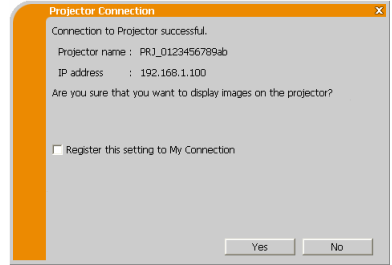 Projector Connection
Connection to Projector successful.
Projector name : PRJ_0123456789ab
IP address : 192.168.1.100
Are you sure that you want to display images on the projector?
Register this setting to My Connection
Yes No